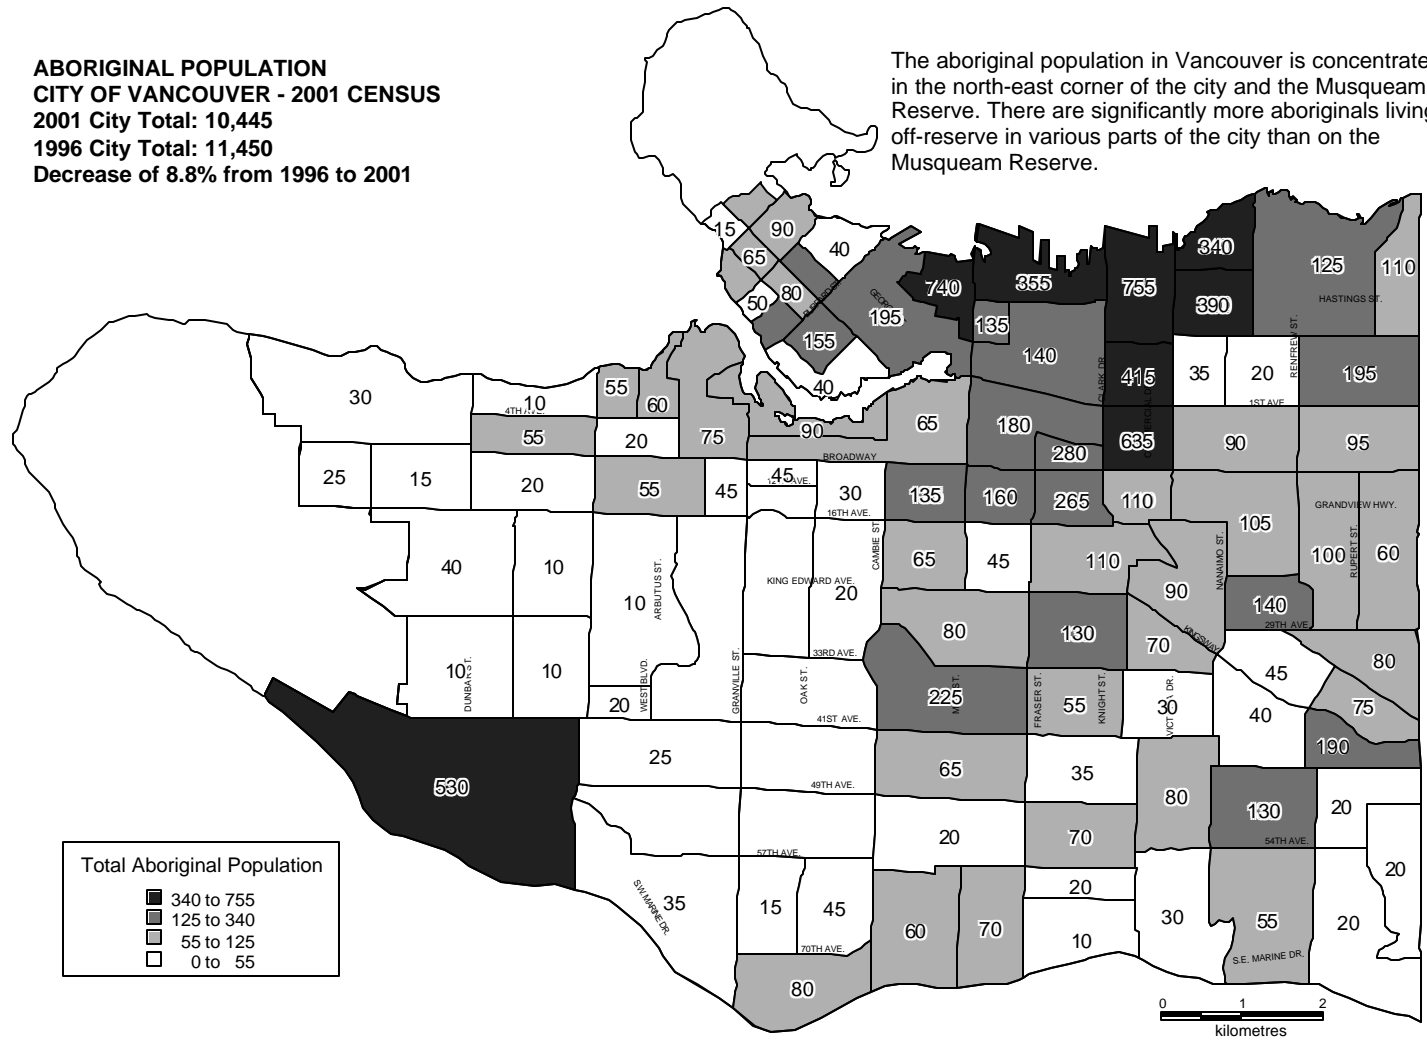 ABORIGINAL POPULATION
CITY OF VANCOUVER - 2001 CENSUS
2001 City Total: 10,445
1996 City Total: 11,450
Decrease of 8.8% from 1996 to 2001
The aboriginal population in Vancouver is concentrate
in the north-east corner of the city and the Musqueam
Reserve. There are significantly more aboriginals living
off-reserve in various parts of the city than on the
Musqueam Reserve.
15
90
40
65
80
50
195
155
40
740
355
755
340
125
110
390
HASTINGS ST.
135
140
CLARK DR.
415
35
20
RENFREW ST.
195
1ST AVE
30
10
4TH AVE.
55
60
55
20
75
90
65
180
280
635
90
95
BROADWAY
25
15
20
55
45
45
12TH AVE.
30
135
160
265
110
16TH AVE.
105
GRANDVIEW HWY.
100
RUPERT ST.
60
NANAIMO ST.
CAMBIE ST.
40
10
10
ARBUTUS ST.
KING EDWARD AVE.
20
65
45
110
90
140
29TH AVE.
80
130
70
KINGSWAY
33RD AVE.
10
DUNBAR ST.
10
20
WEST BLVD.
GRANVILLE ST.
OAK ST.
41ST AVE.
225
FRASER ST.
55
KNIGHT ST.
30
45
80
40
75
190
530
25
49TH AVE.
65
35
80
130
20
54TH AVE.
20
70
57TH AVE.
S.W. MARINE DR.
35
15
45
70TH AVE.
80
60
70
20
10
30
55
S.E. MARINE DR.
20
20
Total Aboriginal Population
340 to 755
125 to 340
55 to 125
0 to 55
0 1 2
kilometres